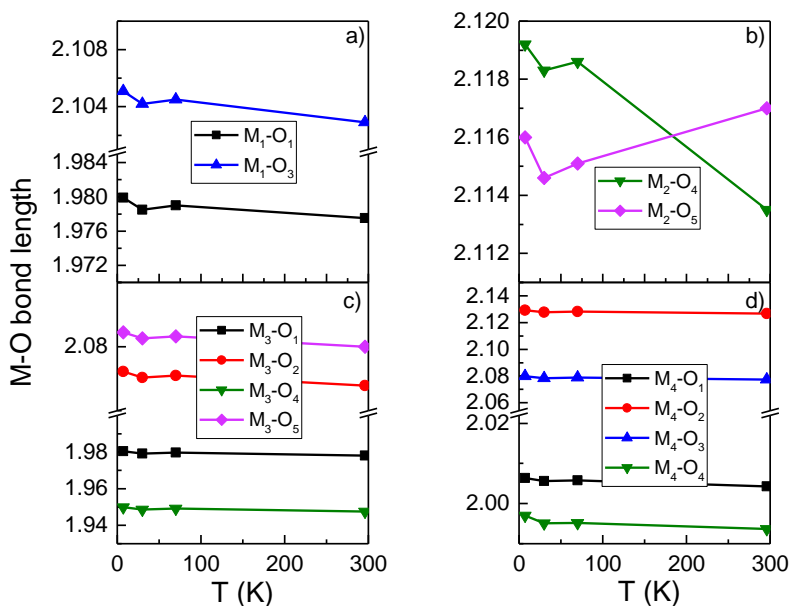 M-O bond length
a)
2.108
2.104
1.984
1.980
1.976
1.972
M₁-O₁
M₁-O₃
b)
2.120
2.118
2.116
2.114
2.112
M₂-O₄
M₂-O₅
c)
2.08
1.98
1.96
1.94
M₃-O₁
M₃-O₂
M₃-O₄
M₃-O₅
0 100 200 300
T (K)
d)
2.14
2.12
2.10
2.08
2.06
2.02
2.00
M₄-O₁
M₄-O₂
M₄-O₃
M₄-O₄
0 100 200 300
T (K)